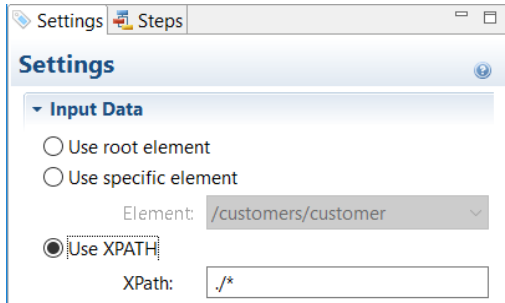 Settings Steps
Settings
Input Data
Use root element
Use specific element
Element: /customers/customer
Use XPATH
XPath: ./*